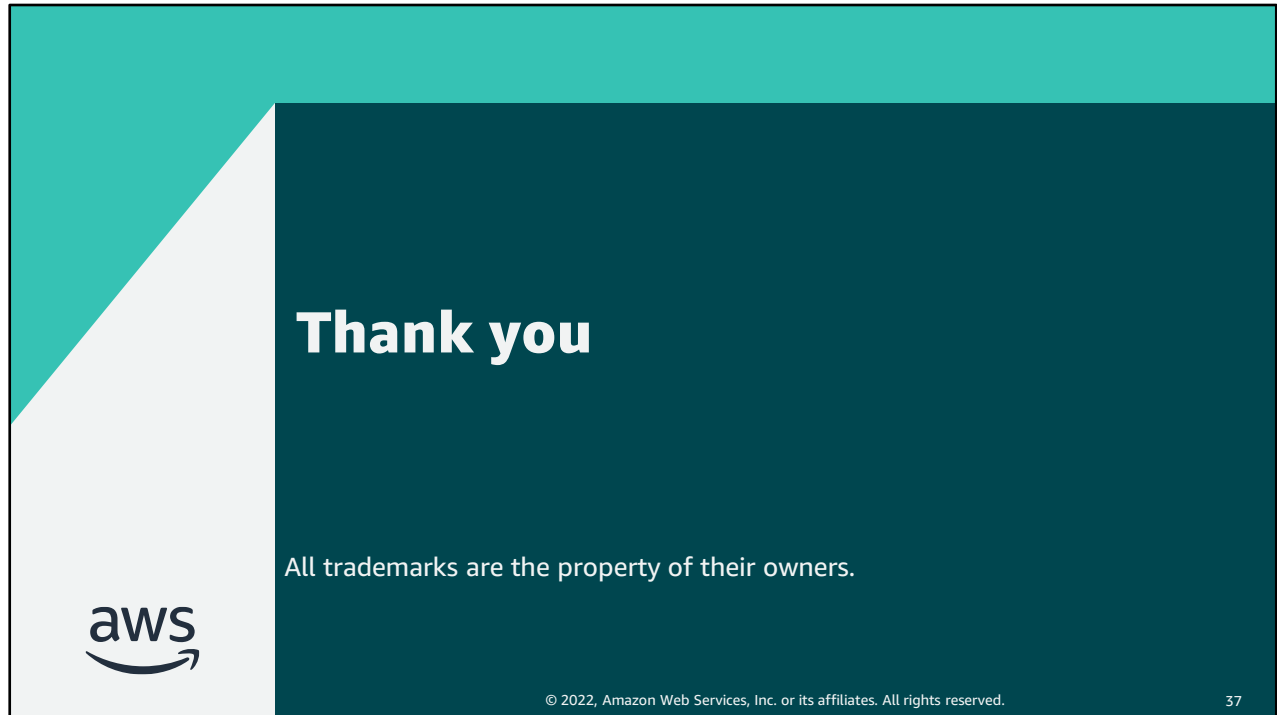 Thank you
All trademarks are the property of their owners.
aws
© 2022, Amazon Web Services, Inc. or its affiliates. All rights reserved.
37